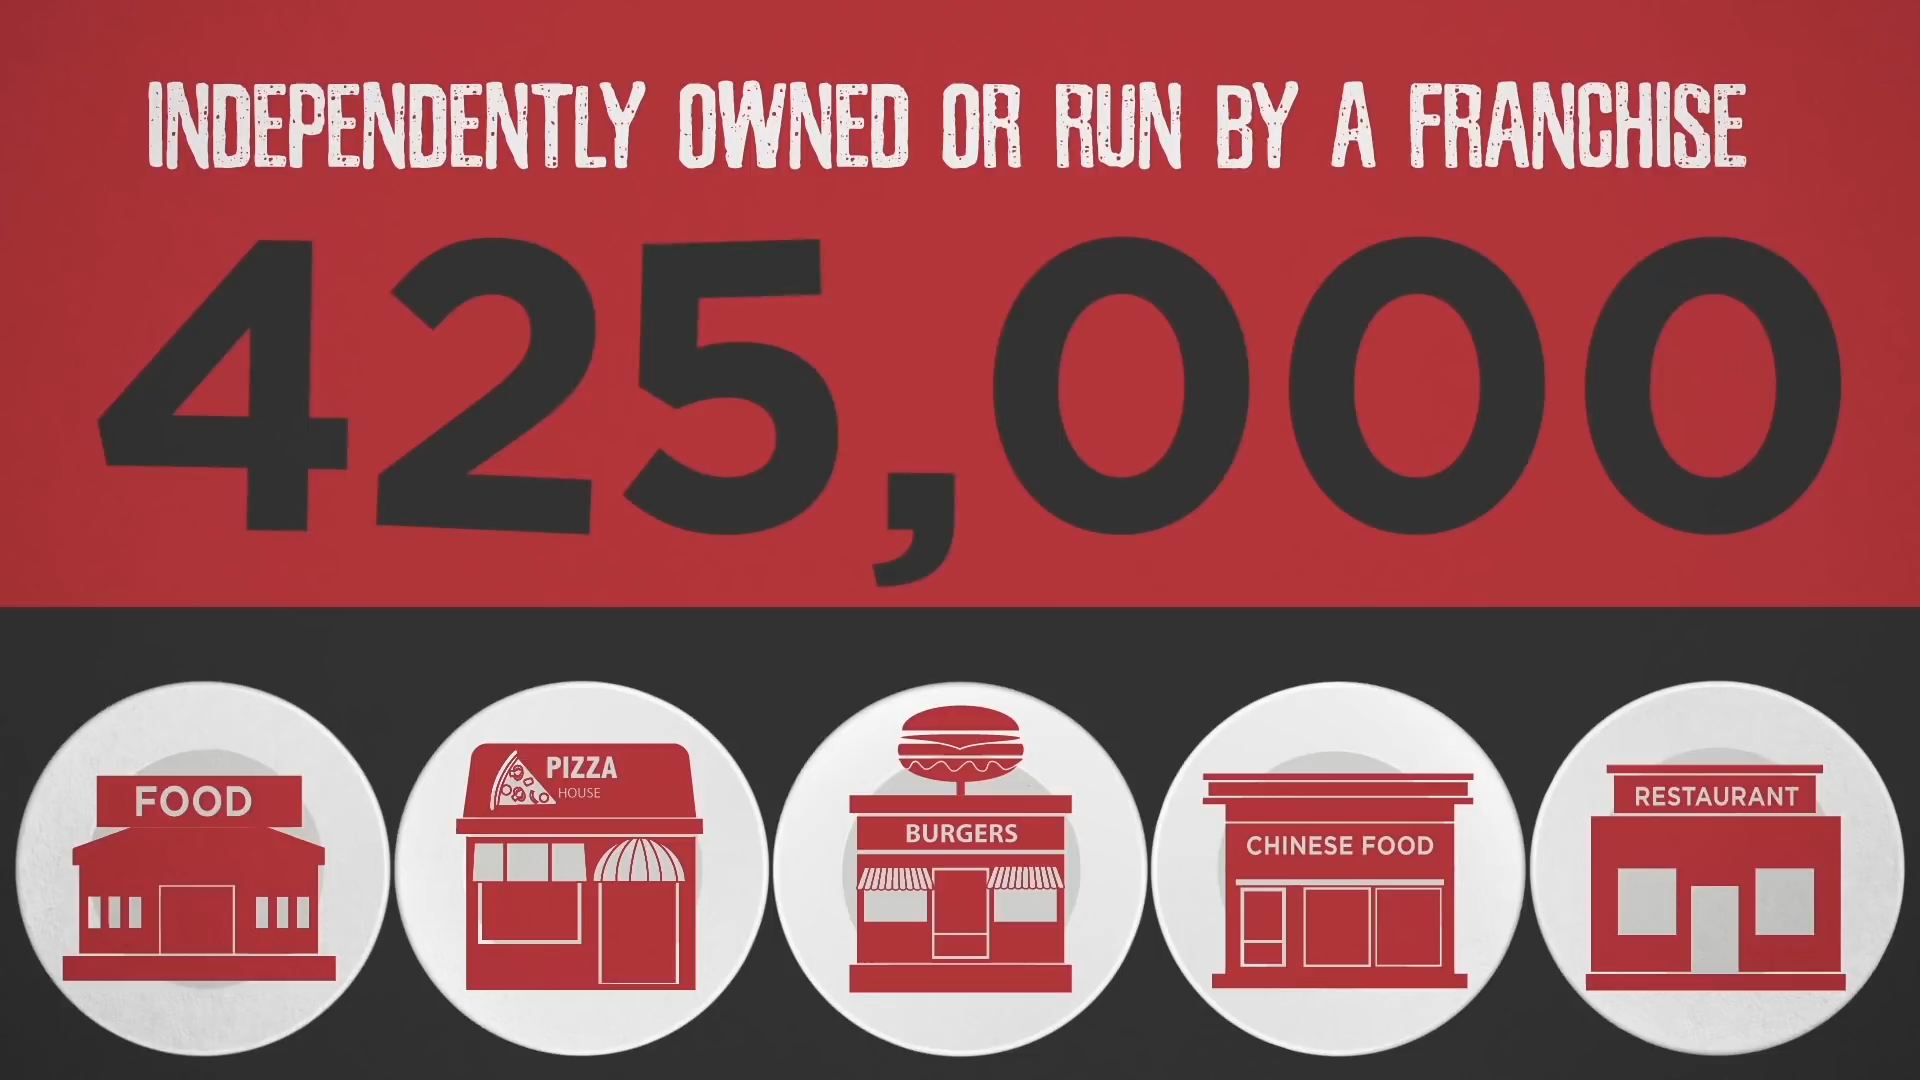 INDEPENDENTLY OWNED OR RUN BY A FRANCHISE
425,000
FOOD
PIZZA
HOUSE
BURGERS
CHINESE FOOD
RESTAURANT